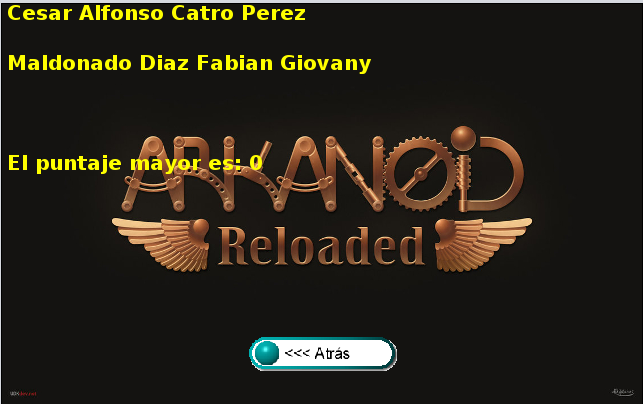 Cesar Alfonso Catro Perez
Maldonado Diaz Fabian Giovany
El puntaje mayor es: 0
ARKANOID
Reloaded
<<< Atrás